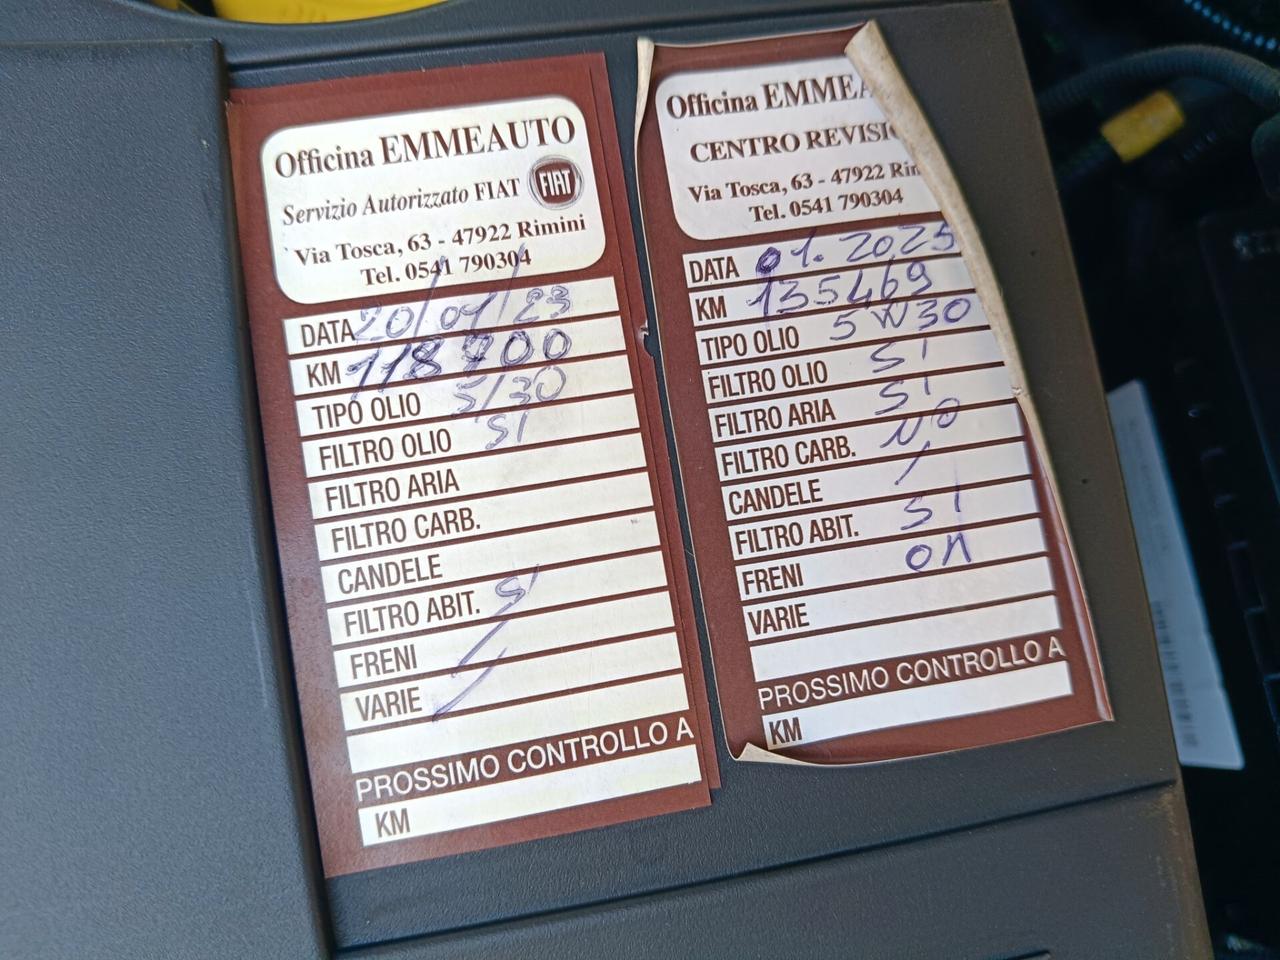 Officina EMMEAUTO
Servizio Autorizzato FIAT
FIAT
Via Tosca, 63 - 47922 Rimini
Tel. 0541 790304
DATA 20/04/23
KM
TIPO OLIO 5/30
FILTRO OLIO SI
FILTRO ARIA
FILTRO CARB.
CANDELE
FILTRO ABIT. SI
FRENI /
VARIE /
PROSSIMO CONTROLLO A
KM
Officina EMMEA
CENTRO REVISI
Via Tosca, 63 - 47922 Rim
Tel. 0541 790304
DATA 01. 2025
KM 135469
TIPO OLIO 5W30
FILTRO OLIO SI
FILTRO ARIA SI
FILTRO CARB. NO
CANDELE /
FILTRO ABIT. SI
FRENI OK
VARIE
PROSSIMO CONTROLLO A
KM